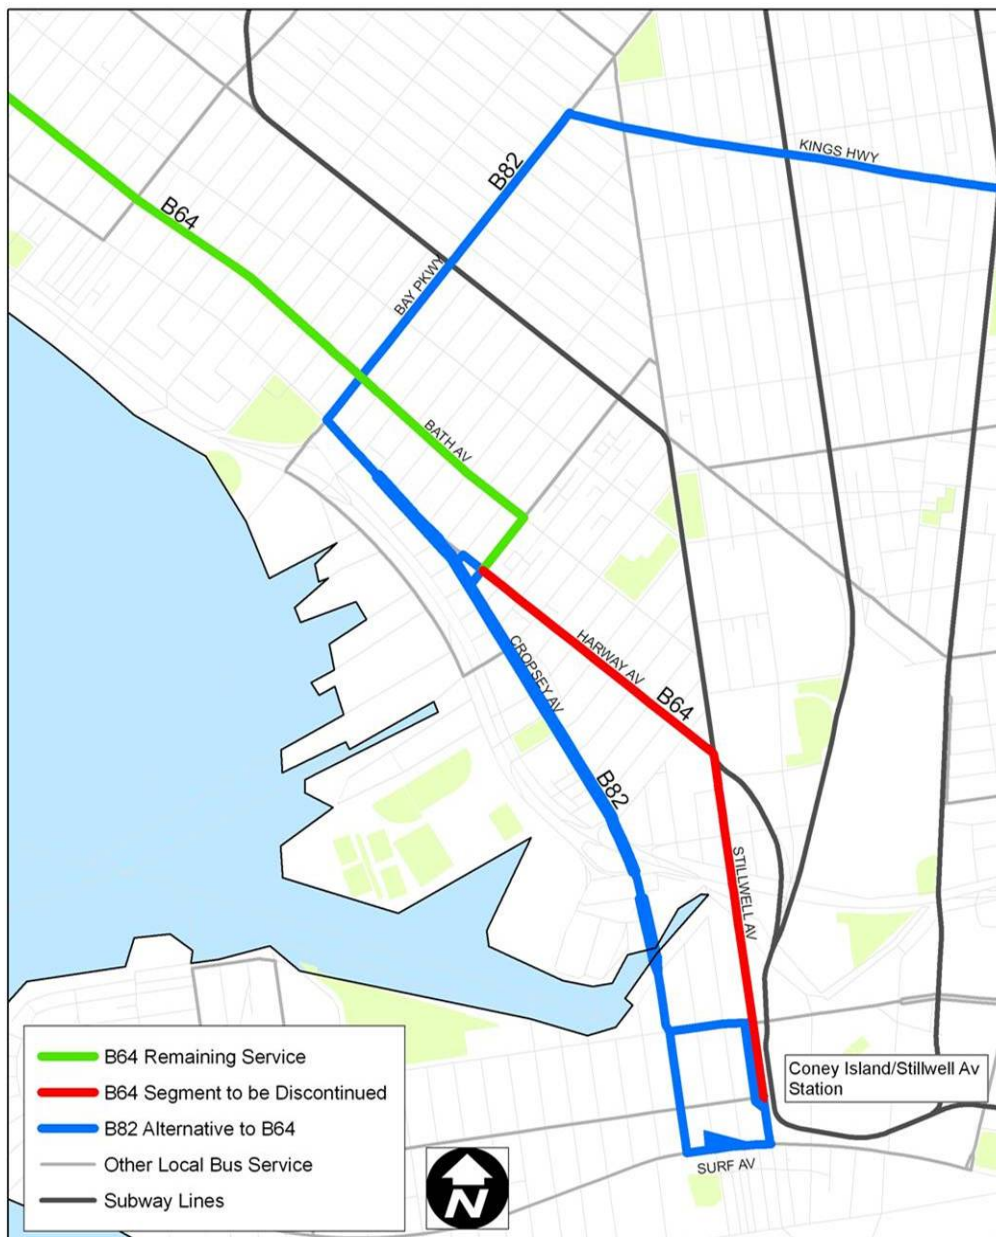 KINGS HWY
B82
B64
BAY PKWY
BATH AV
HARWAY AV
CROPSEY AV
B64
B82
STILLWELL AV
Coney Island/Stillwell Av
Station
SURF AV
B64 Remaining Service
B64 Segment to be Discontinued
B82 Alternative to B64
Other Local Bus Service
Subway Lines
N